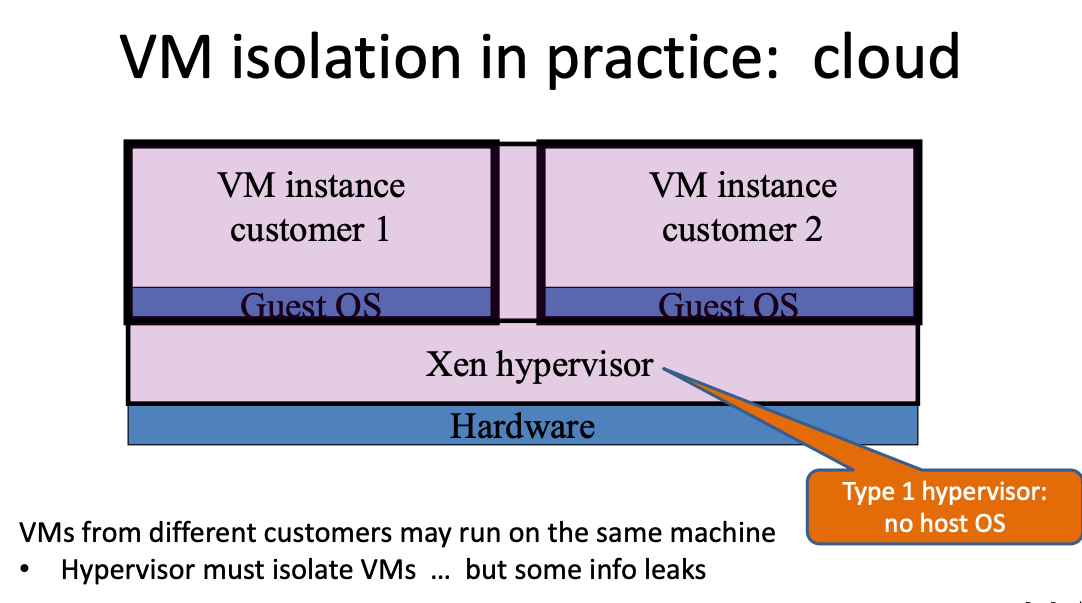 VM isolation in practice:  cloud
VM instance
customer 1
VM instance
customer 2
Guest OS
Guest OS
Xen hypervisor
Hardware
Type 1 hypervisor:
no host OS
VMs from different customers may run on the same machine
• Hypervisor must isolate VMs … but some info leaks